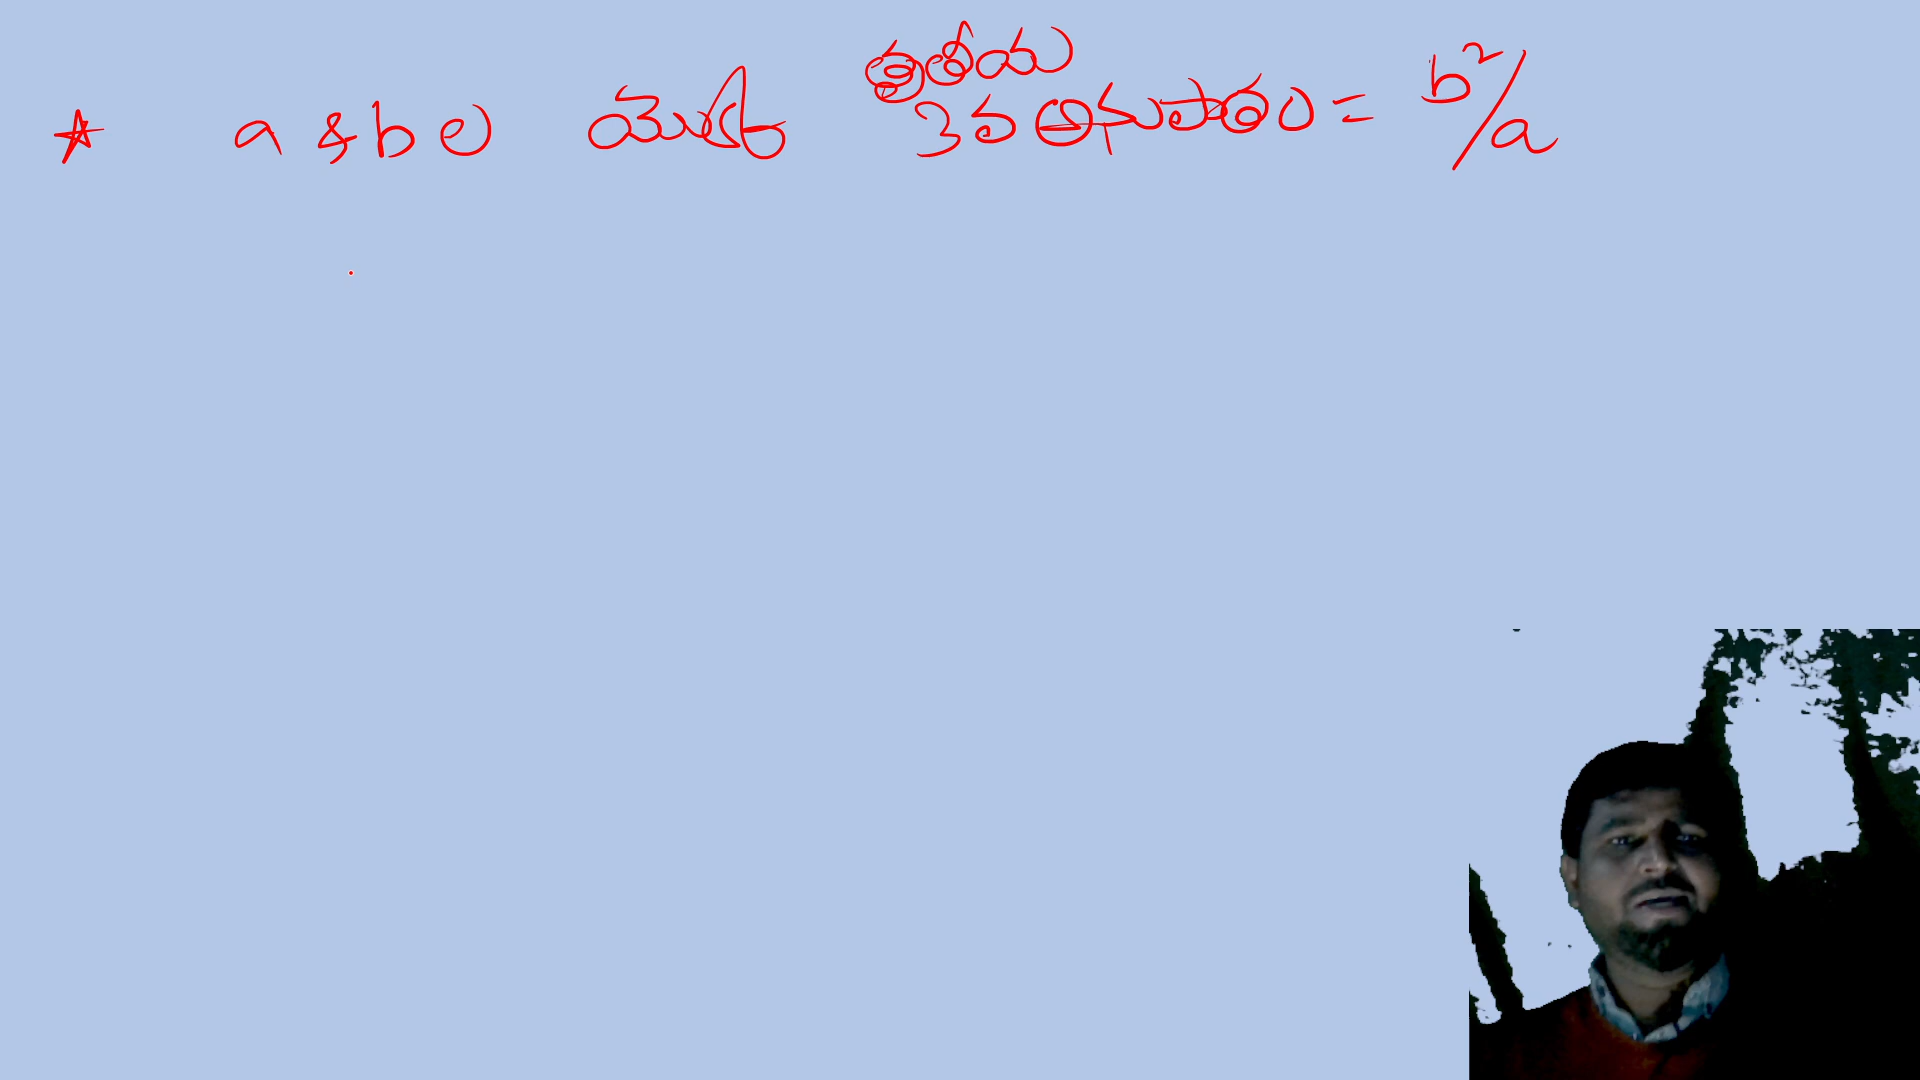 తృతీయ
☆ a & b ల యొక్క 3వ అనుపాతం = b²/a